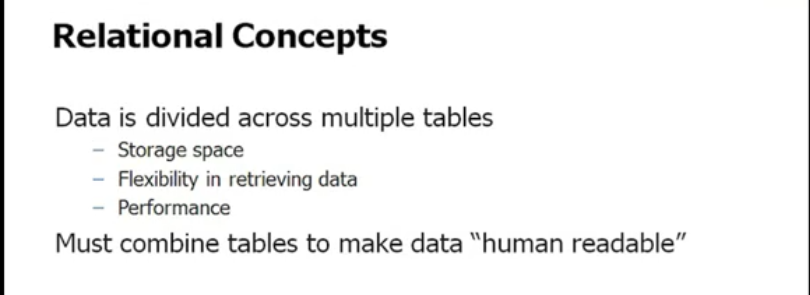 Relational Concepts
Data is divided across multiple tables
– Storage space
– Flexibility in retrieving data
– Performance
Must combine tables to make data “human readable”